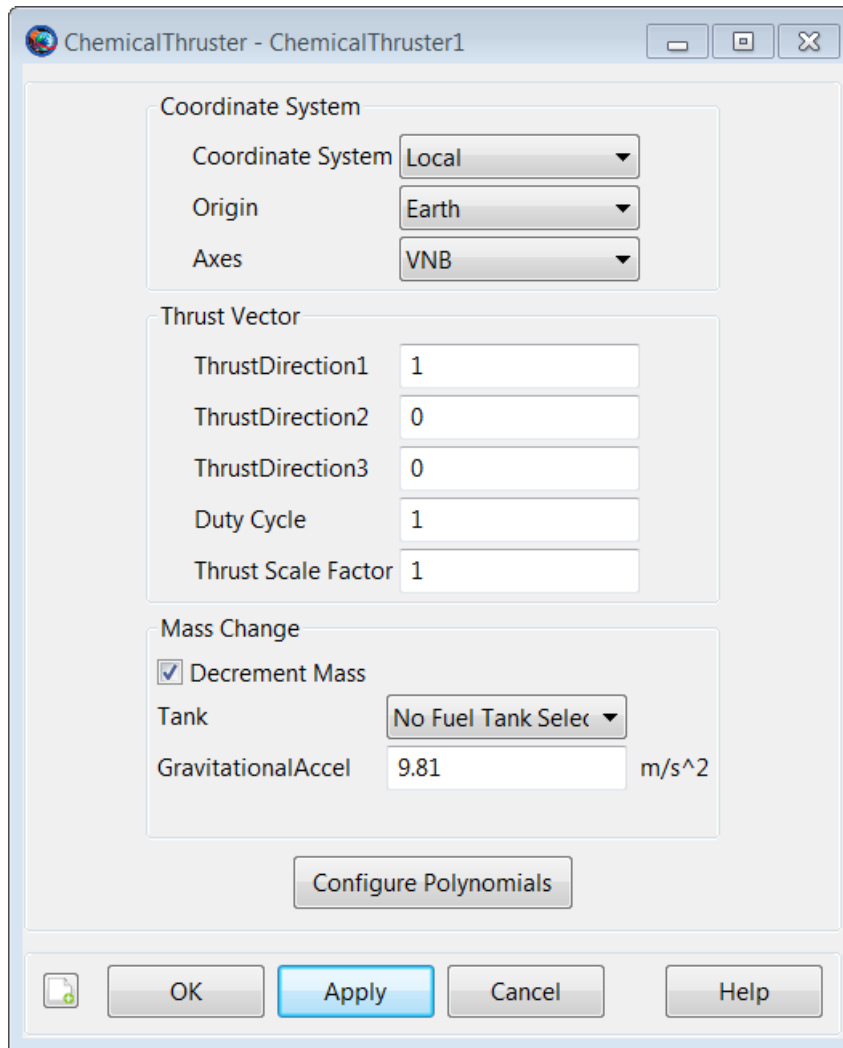 ChemicalThruster - ChemicalThruster1
Coordinate System
Coordinate System Local
Origin Earth
Axes VNB
Thrust Vector
ThrustDirection1 1
ThrustDirection2 0
ThrustDirection3 0
Duty Cycle 1
Thrust Scale Factor 1
Mass Change
Decrement Mass
Tank No Fuel Tank Selec
GravitationalAccel 9.81 m/s^2
Configure Polynomials
OK Apply Cancel Help